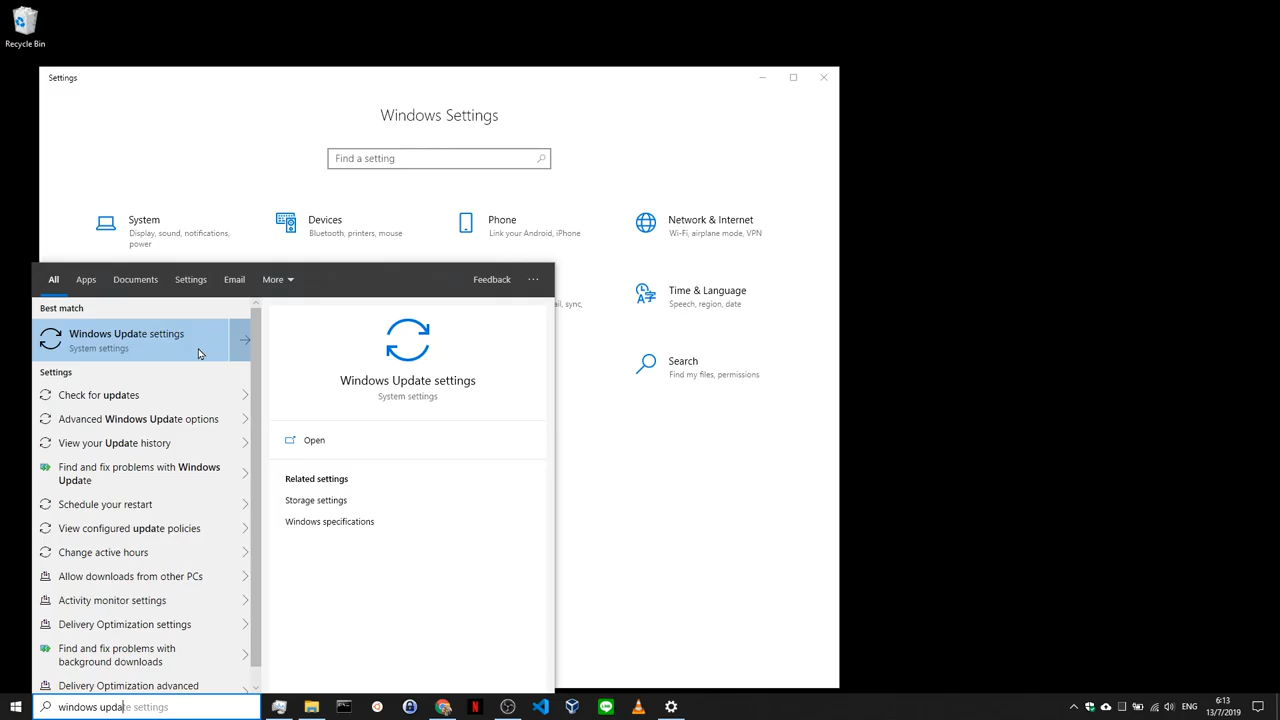 Recycle Bin
Settings
Windows Settings
Find a setting
System
Display, sound, notifications,
power
Devices
Bluetooth, printers, mouse
Phone
Link your Android, iPhone
Network & Internet
Wi-Fi, airplane mode, VPN
All Apps Documents Settings Email More Feedback ...
ail, sync,
Time & Language
Speech, region, date
Search
Find my files, permissions
Best match
Windows Update settings
System settings
Settings
Check for updates
Advanced Windows Update options
View your Update history
Find and fix problems with Windows
Update
Schedule your restart
View configured update policies
Change active hours
Allow downloads from other PCs
Activity monitor settings
Delivery Optimization settings
Find and fix problems with
background downloads
Delivery Optimization advanced
Windows Update settings
System settings
Open
Related settings
Storage settings
Windows specifications
windows update settings
ENG
6:13
13/7/2019